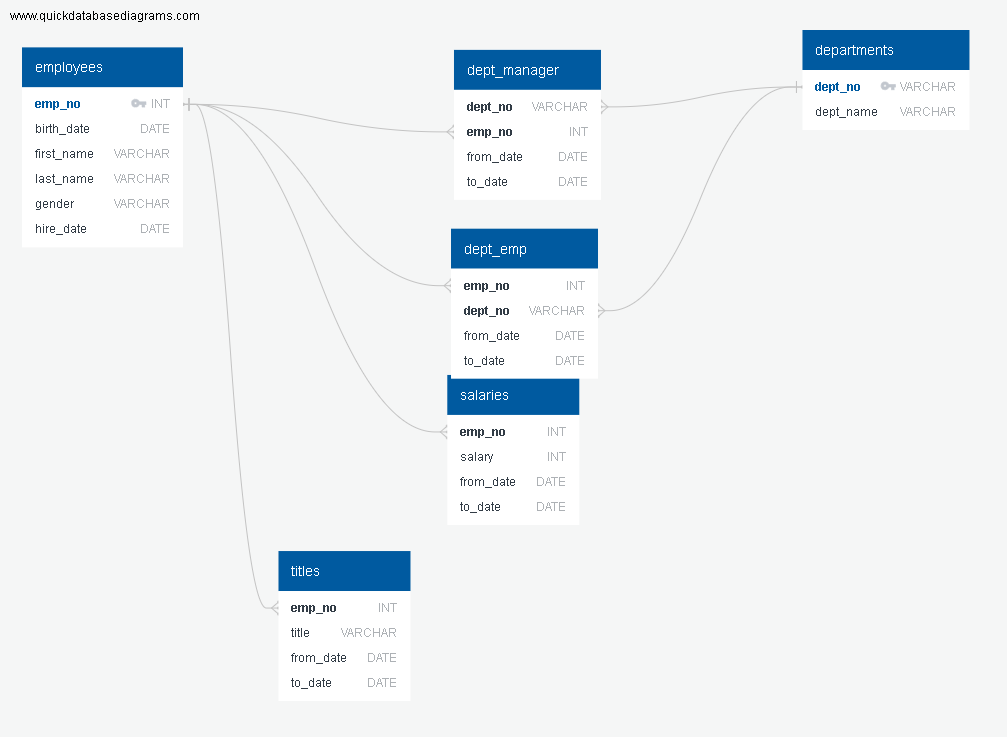 www.quickdatabasediagrams.com
employees
emp_no INT
birth_date DATE
first_name VARCHAR
last_name VARCHAR
gender VARCHAR
hire_date DATE
dept_manager
dept_no VARCHAR
emp_no INT
from_date DATE
to_date DATE
departments
dept_no VARCHAR
dept_name VARCHAR
dept_emp
emp_no INT
dept_no VARCHAR
from_date DATE
to_date DATE
salaries
emp_no INT
salary INT
from_date DATE
to_date DATE
titles
emp_no INT
title VARCHAR
from_date DATE
to_date DATE